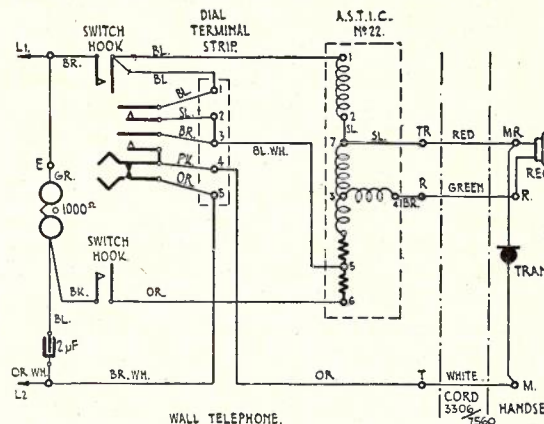 DIAL
SWITCH TERMINAL A.S.T.I.C.
HOOK STRIP. Nº 22.
L1.
BR.
BL.
BL
BL
1
SL.
2
BR.
3
PK.
4
OR
5
BL.WH.
1
2
SL.
7
SL.
TR
RED
MR.
REC
3
4
BR.
R
GREEN
R.
5
6
E
GR.
1000Ω
TRAN
SWITCH
HOOK
BK.
OR
BL.
2µF
OR.WH.
L2
BR.WH.
OR
T
WHITE
M.
CORD
3306/7560
HANDSE
WALL TELEPHONE.